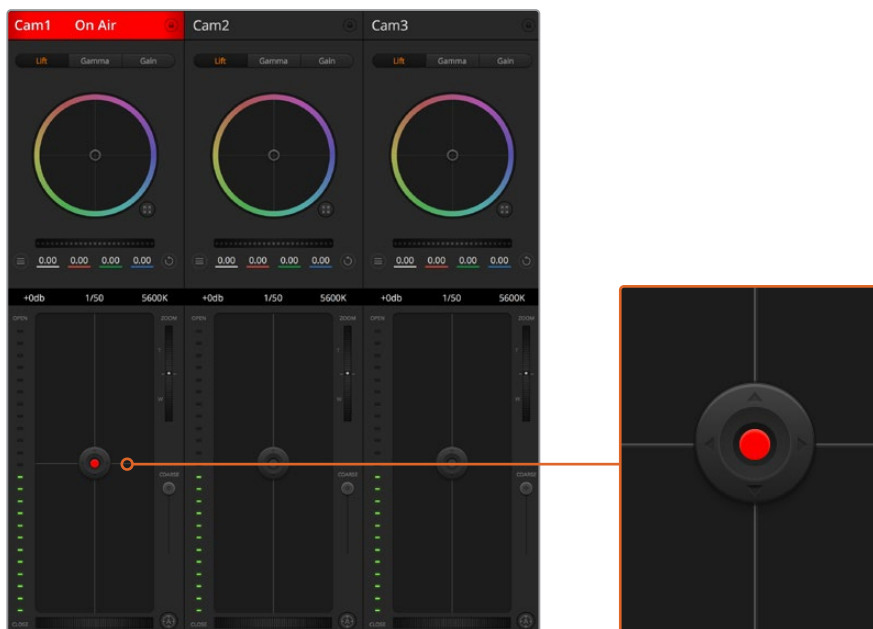 Cam1 On Air Cam2 Cam3
Lift Gamma Gain Lift Gamma Gain Lift Gamma Gain
0.00 0.00 0.00 0.00 0.00 0.00 0.00 0.00 0.00 0.00 0.00 0.00
+0db 1/50 5600K +0db 1/50 5600K +0db 1/50 5600K
OPEN ZOOM OPEN ZOOM OPEN ZOOM
T T T
W W W
COARSE COARSE COARSE
CLOSE A CLOSE A CLOSE A